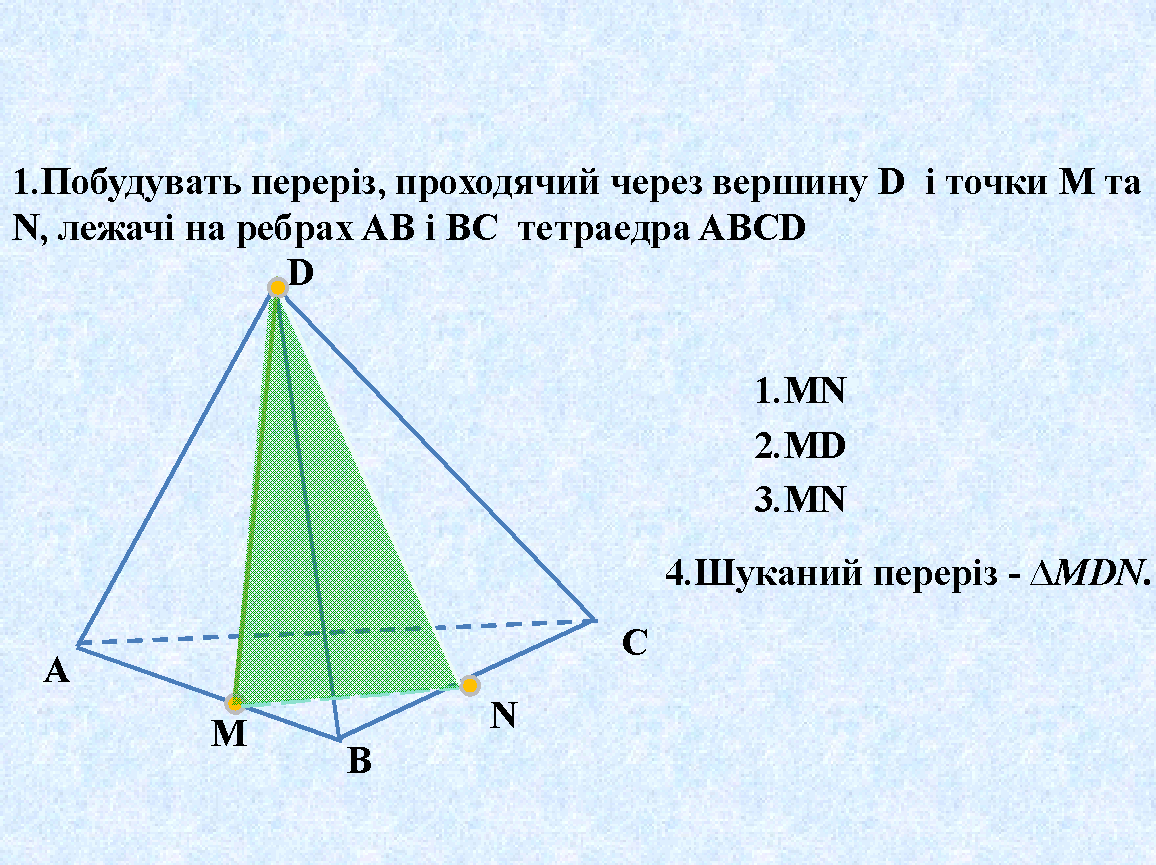 1.Побудувать переріз, проходячий через вершину D і точки M та
N, лежачі на ребрах AB і BC тетраедра ABCD
D
1.MN
2.MD
3.MN
4.Шуканий переріз - ΔMDN.
C
A
N
M
B